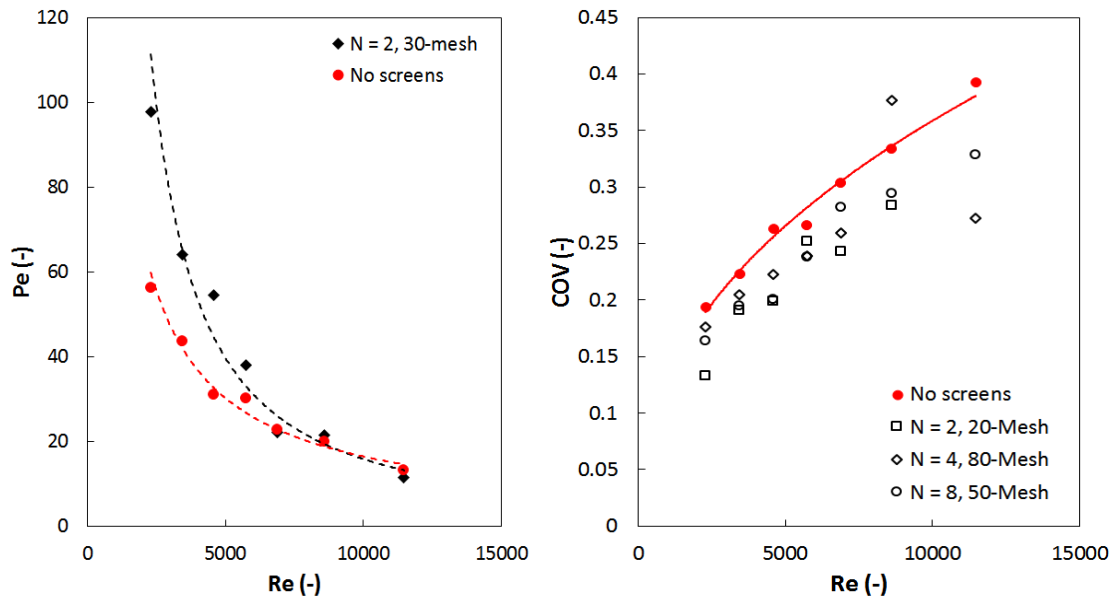 120
100
80
60
40
20
0
Pe (-)
0
5000
10000
15000
Re (-)
N = 2, 30-mesh
No screens
0.45
0.4
0.35
0.3
0.25
0.2
0.15
0.1
0.05
0
COV (-)
0
5000
10000
15000
Re (-)
No screens
N = 2, 20-Mesh
N = 4, 80-Mesh
N = 8, 50-Mesh